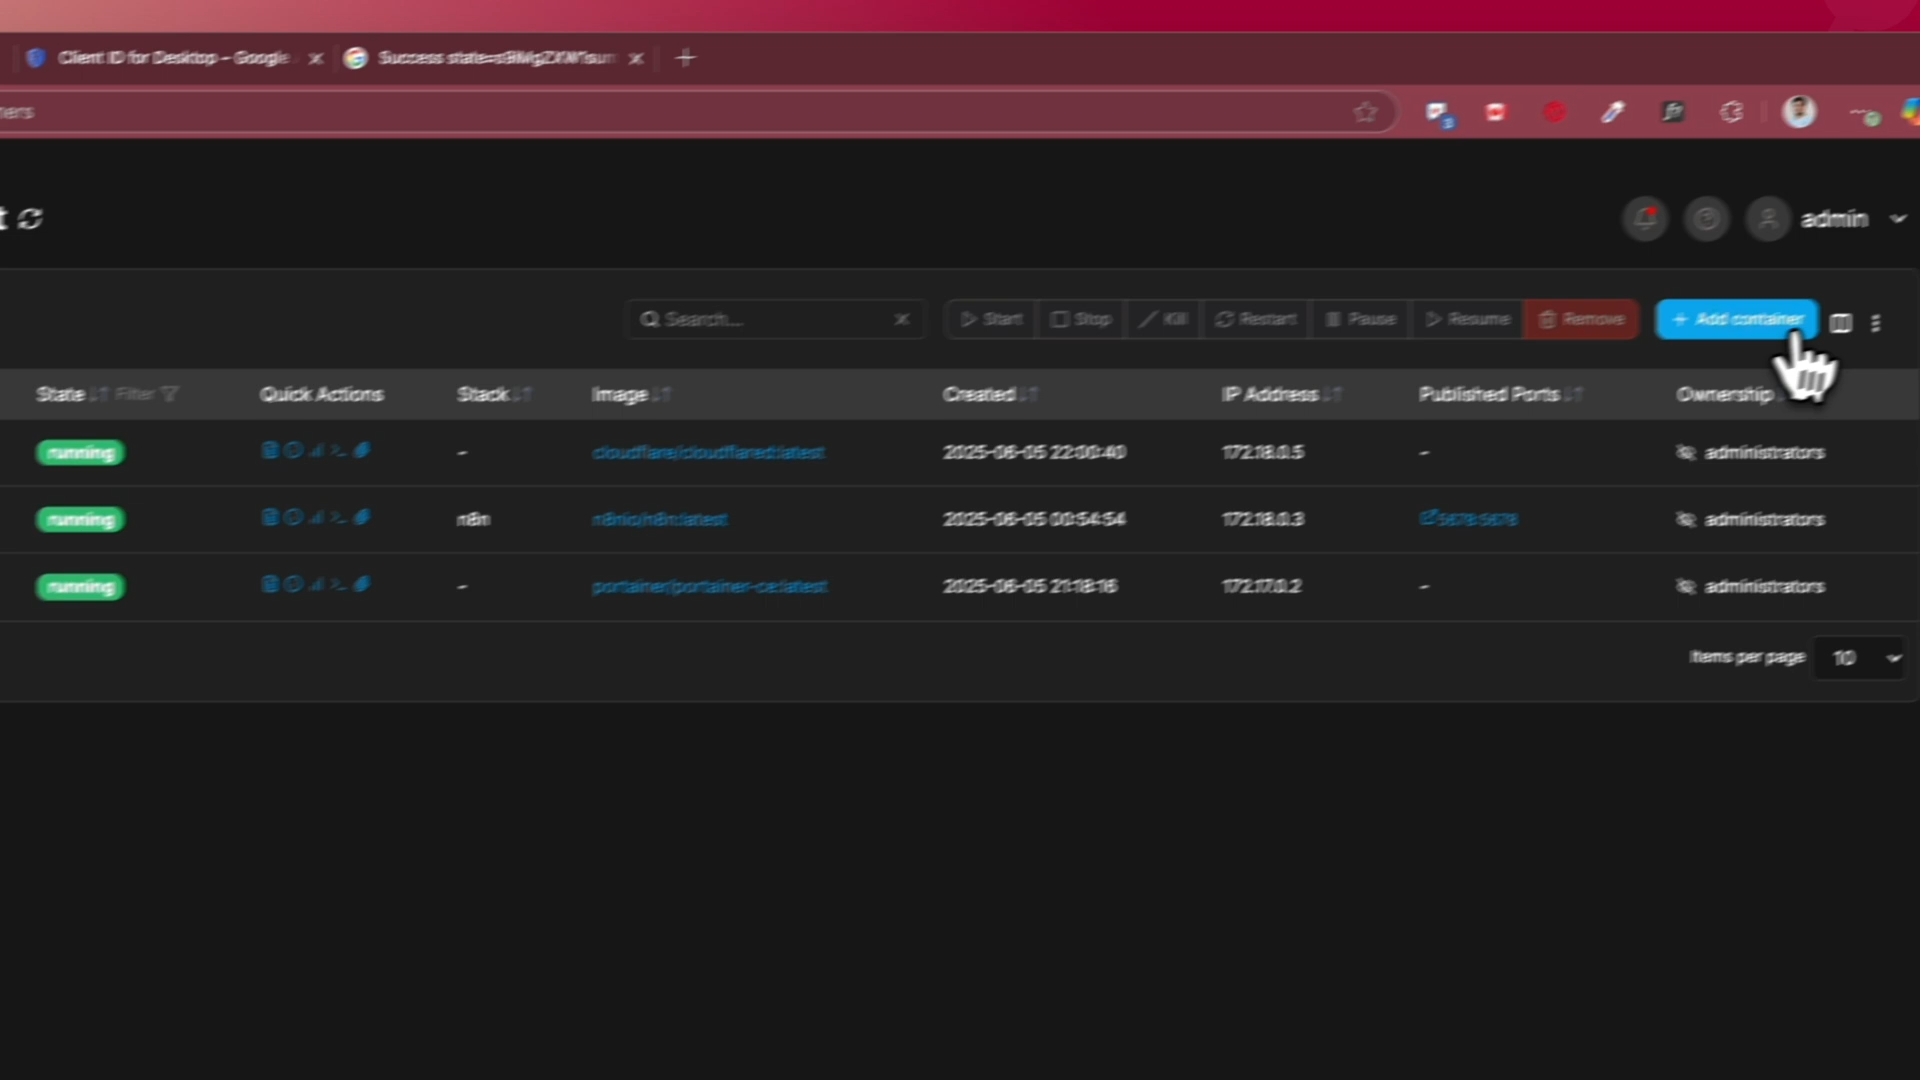 Client ID for Desktop – Google
Success
admin
Search...
Start
Stop
Kill
Restart
Pause
Resume
Remove
+ Add container
State Filter Quick Actions Stack Image Created IP Address Published Ports Ownership
running - cloudflare/cloudflared:latest 2025-06-05 22:00:40 172.18.0.5 - administrators
running n8n n8nio/n8n:latest 2025-06-05 00:54:54 172.18.0.3 5678:5678 administrators
running - portainer/portainer-ce:latest 2025-06-05 21:18:16 172.17.0.2 - administrators
Items per page 10